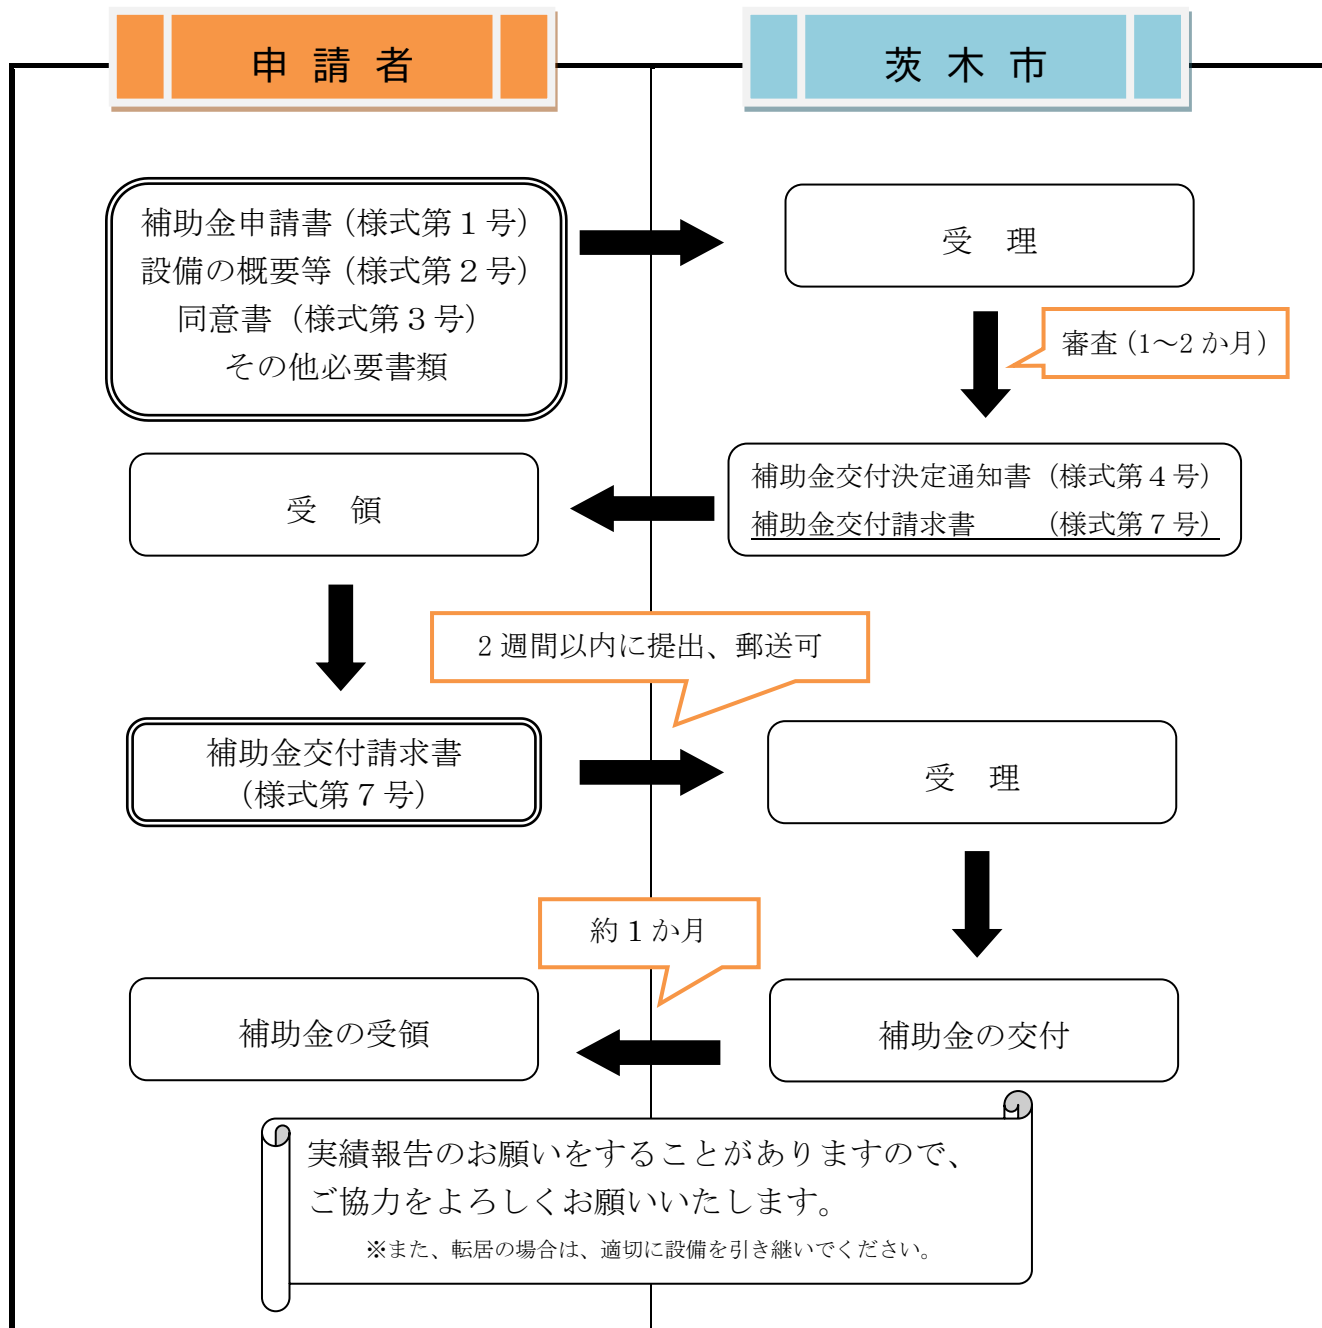 申請者
茨木市
補助金申請書（様式第１号）
設備の概要等（様式第２号）
同意書（様式第３号）
その他必要書類
受　理
審査（1～2 か月）
受　領
補助金交付決定通知書（様式第４号）
補助金交付請求書　　　（様式第７号）
2 週間以内に提出、郵送可
補助金交付請求書
（様式第７号）
受　理
約１か月
補助金の受領
補助金の交付
実績報告のお願いをすることがありますので、
ご協力をよろしくお願いいたします。
※また、転居の場合は、適切に設備を引き継いでください。